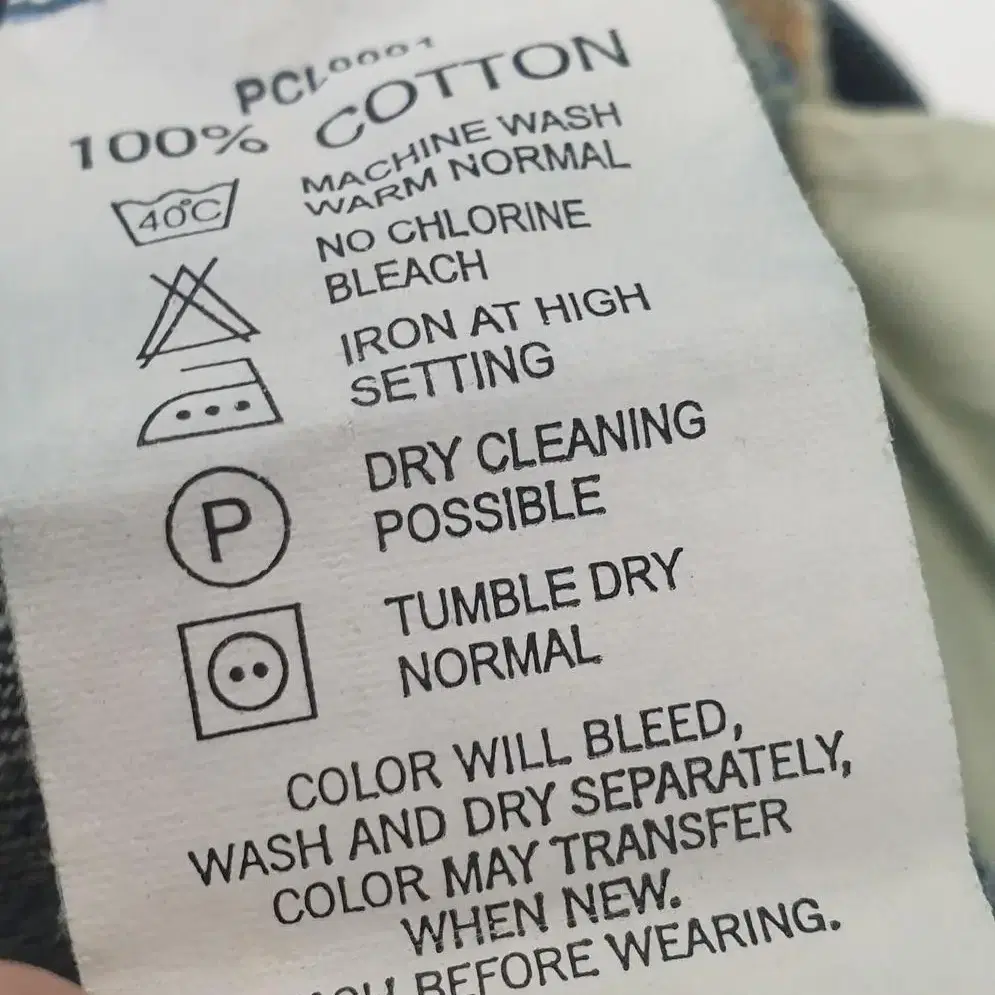 PCL0001
100% COTTON
40°C
MACHINE WASH
WARM NORMAL
NO CHLORINE
BLEACH
IRON AT HIGH
SETTING
P
DRY CLEANING
POSSIBLE
TUMBLE DRY
NORMAL
COLOR WILL BLEED,
WASH AND DRY SEPARATELY,
COLOR MAY TRANSFER
WHEN NEW.
BEFORE WEARING.